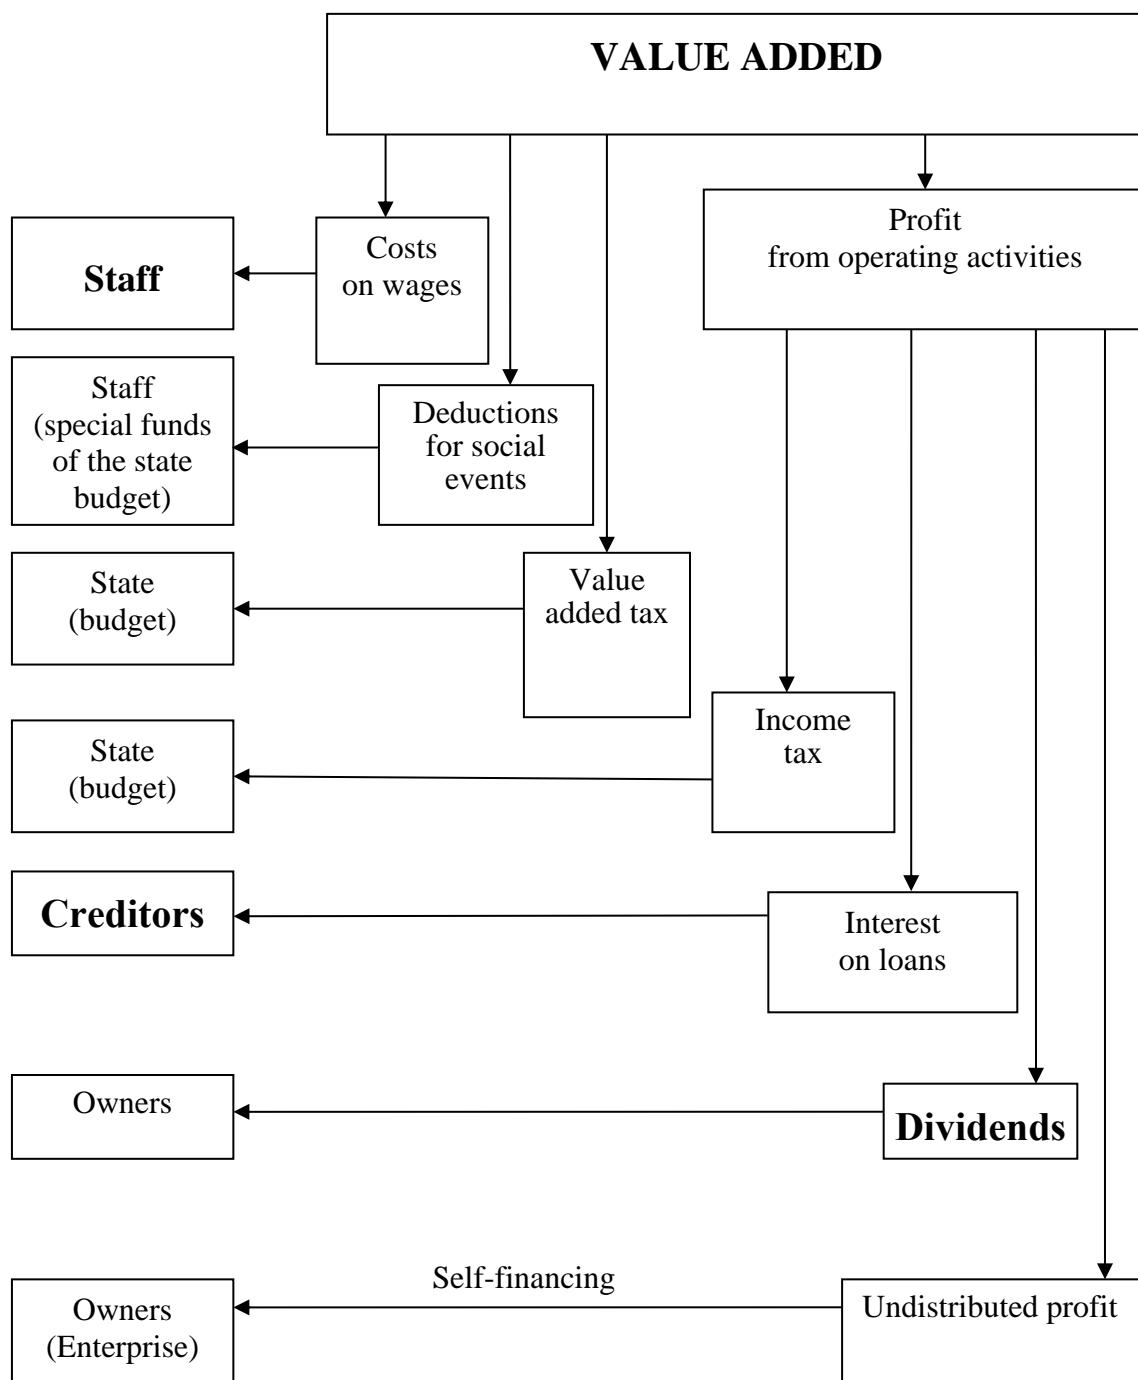 VALUE ADDED
Profit
from operating activities
Staff
Costs
on wages
Staff
(special funds
of the state
budget)
Deductions
for social
events
State
(budget)
Value
added tax
State
(budget)
Income
tax
Creditors
Interest
on loans
Owners
Dividends
Self-financing
Owners
(Enterprise)
Undistributed profit